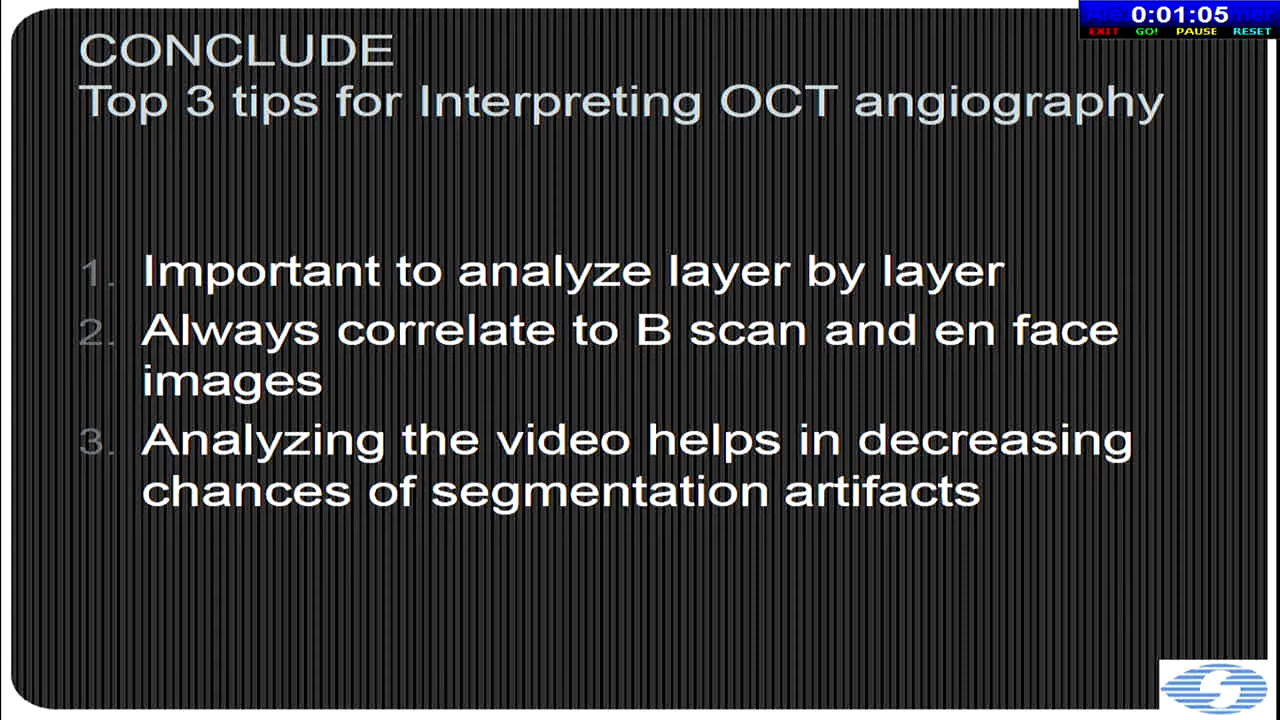 0:01:05
EXIT GO! PAUSE RESET
CONCLUDE
Top 3 tips for Interpreting OCT angiography
1. Important to analyze layer by layer
2. Always correlate to B scan and en face
images
3. Analyzing the video helps in decreasing
chances of segmentation artifacts